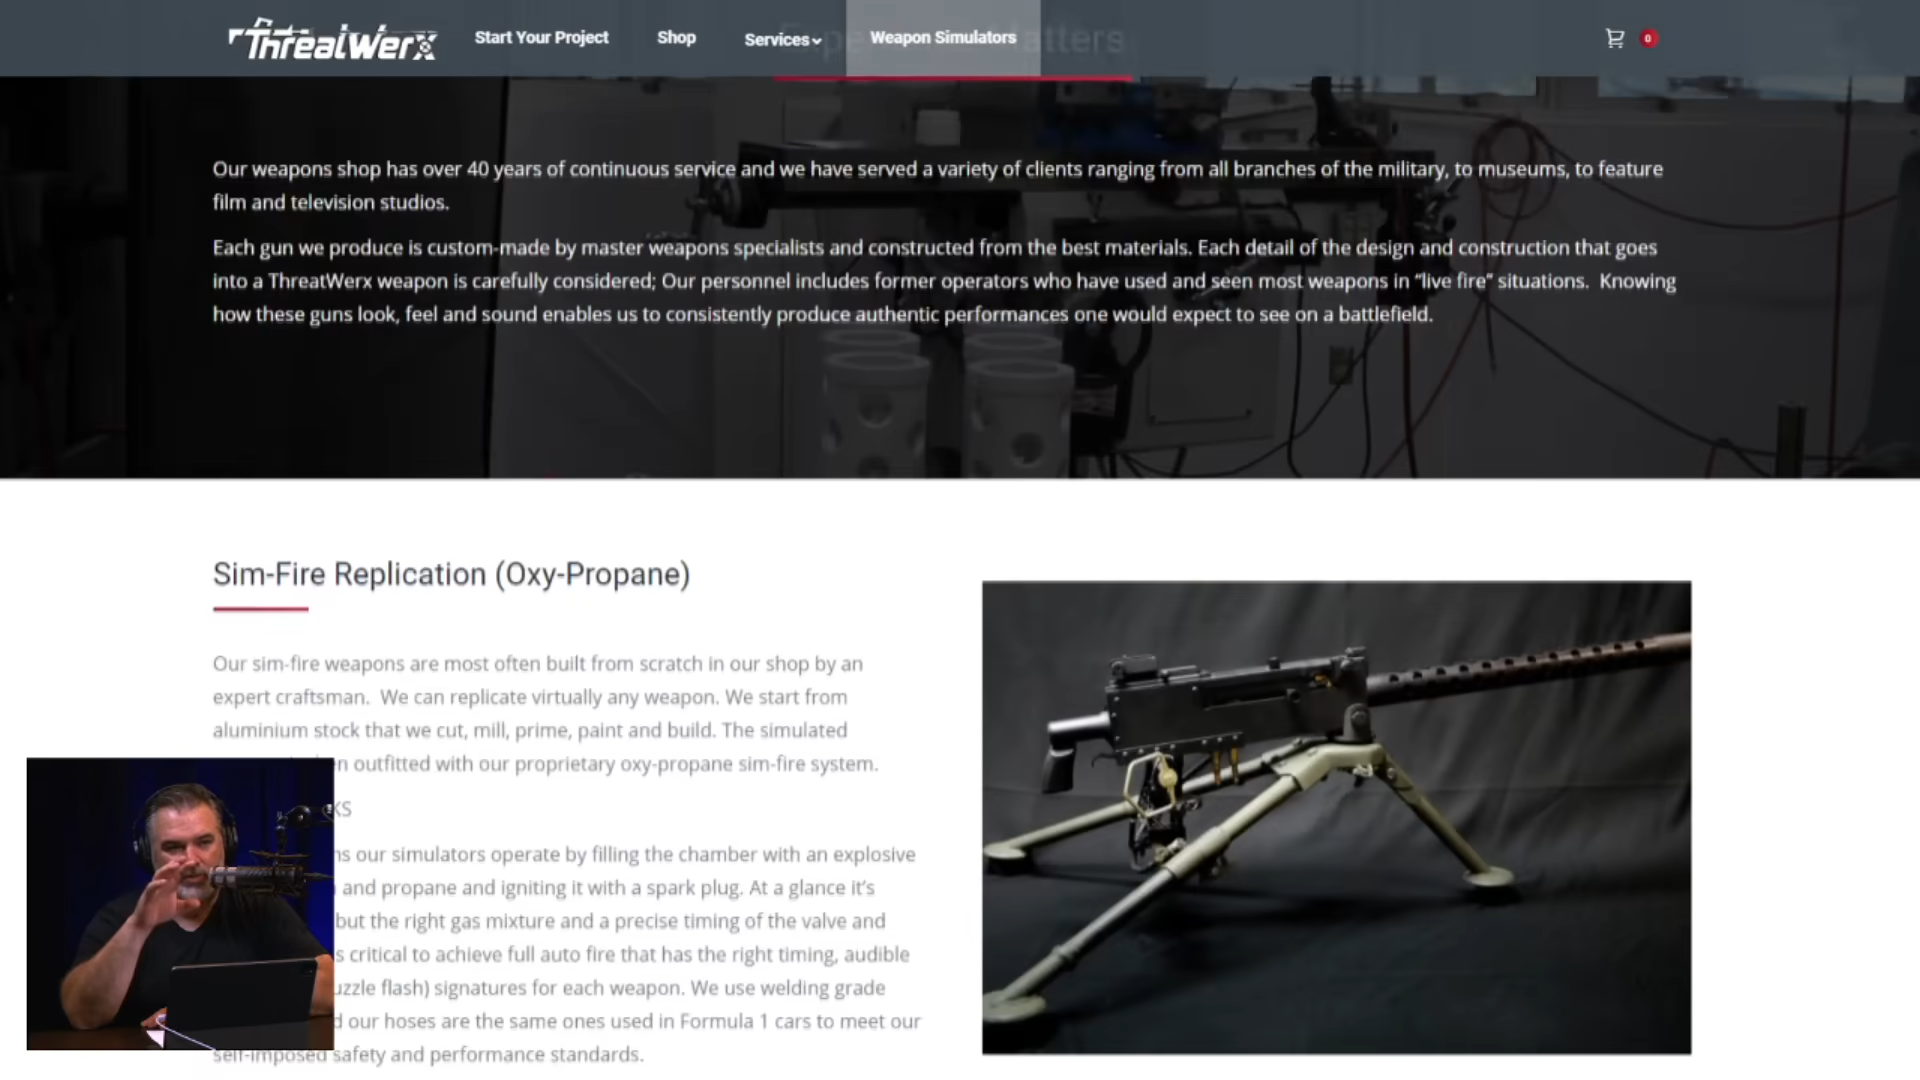 ThreatWerx Start Your Project Shop Services Weapon Simulators 0
Our weapons shop has over 40 years of continuous service and we have served a variety of clients ranging from all branches of the military, to museums, to feature
film and television studios.
Each gun we produce is custom-made by master weapons specialists and constructed from the best materials. Each detail of the design and construction that goes
into a ThreatWerx weapon is carefully considered; Our personnel includes former operators who have used and seen most weapons in “live fire” situations. Knowing
how these guns look, feel and sound enables us to consistently produce authentic performances one would expect to see on a battlefield.
Sim-Fire Replication (Oxy-Propane)
Our sim-fire weapons are most often built from scratch in our shop by an
expert craftsman. We can replicate virtually any weapon. We start from
aluminium stock that we cut, mill, prime, paint and build. The simulated
outfitted with our proprietary oxy-propane sim-fire system.
our simulators operate by filling the chamber with an explosive
and propane and igniting it with a spark plug. At a glance it’s
but the right gas mixture and a precise timing of the valve and
critical to achieve full auto fire that has the right timing, audible
flash) signatures for each weapon. We use welding grade
our hoses are the same ones used in Formula 1 cars to meet our
self-imposed safety and performance standards.